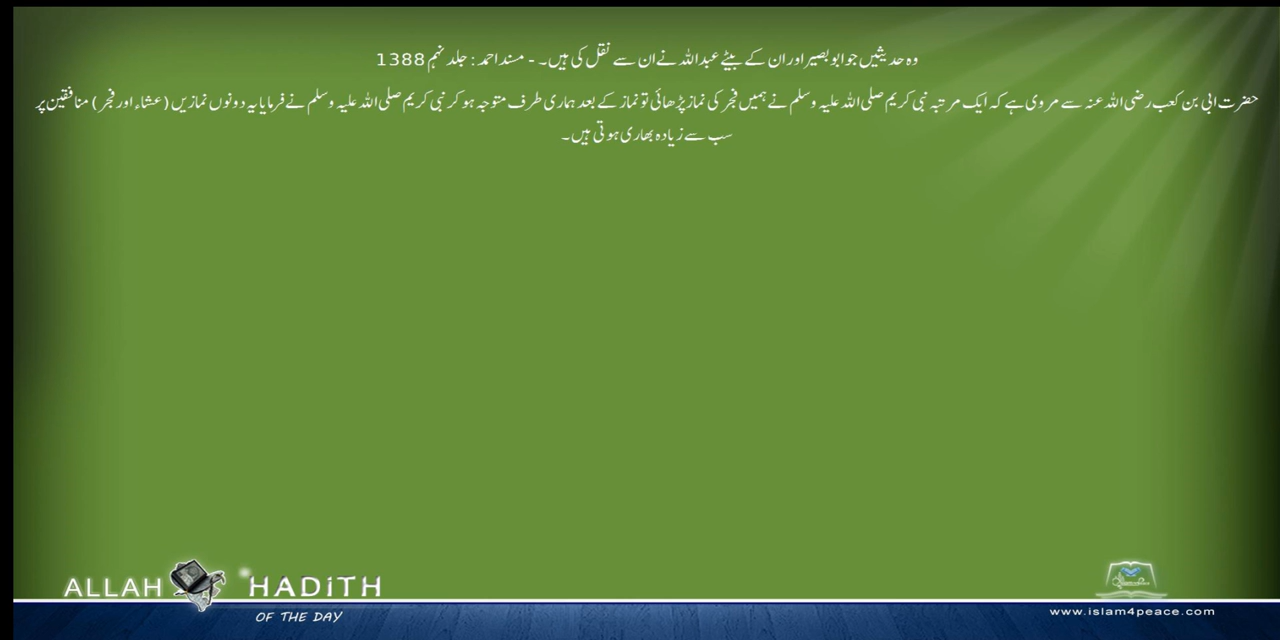 وہ حدیثیں جو ابوبصیر اور ان کے بیٹے عبداللہ نے ان سے نقل کی ہیں۔ - مسند احمد : جلد نہم 1388
حضرت ابی بن کعب رضی اللہ عنہ سے مروی ہے کہ ایک مرتبہ نبی کریم صلی اللہ علیہ وسلم نے ہمیں فجر کی نماز پڑھائی تو نماز کے بعد ہماری طرف متوجہ ہو کر نبی کریم صلی اللہ علیہ وسلم نے فرمایا یہ دونوں نمازیں (عشاء اور فجر) منافقین پر
سب سے زیادہ بھاری ہوتی ہیں۔
ALLAH HADITH
OF THE DAY
www.islam4peace.com